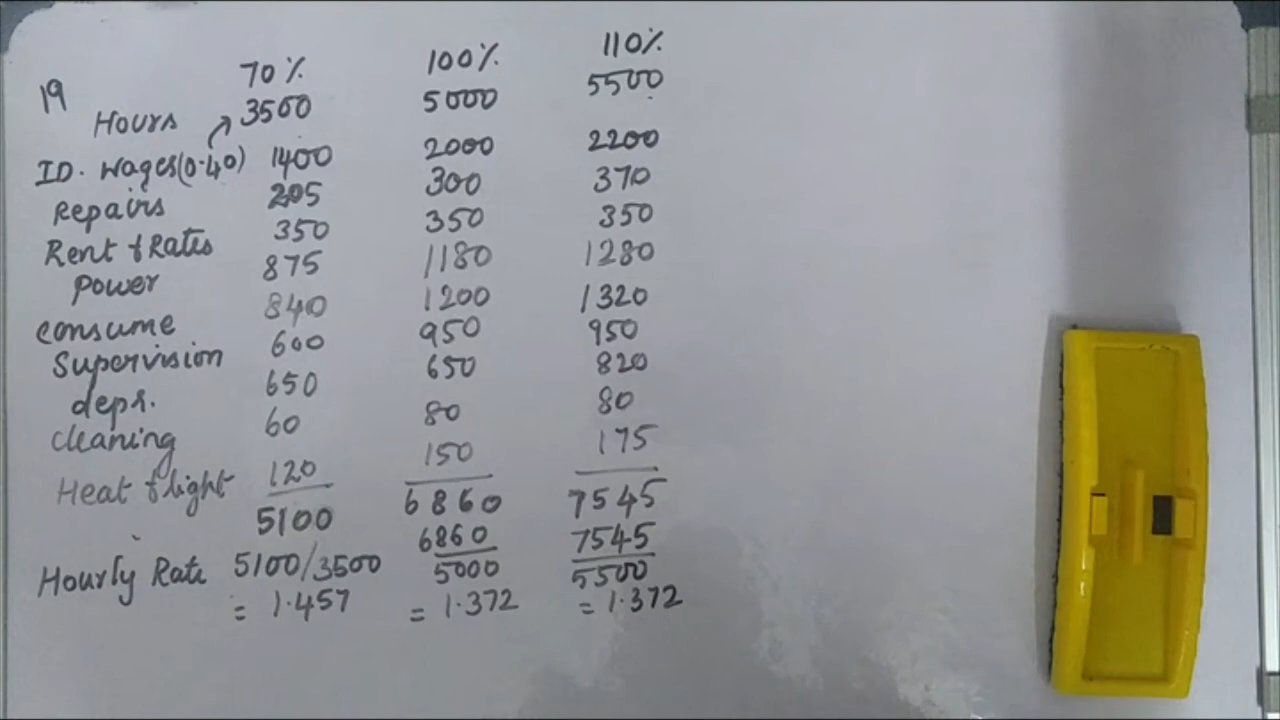 70% 100% 110%
19 Hours 3500 5000 5500
ID. wages(0.40) 1400 2000 2200
Repairs 205 300 370
Rent & Rates 350 350 350
Power 875 1180 1280
consume 840 1200 1320
Supervision 600 950 950
depr. 650 650 820
cleaning 60 80 80
Heat & light 120 150 175
5100 6860 7545
Hourly Rate 5100/3500 6860/5000 7545/5500
= 1.457 = 1.372 = 1.372